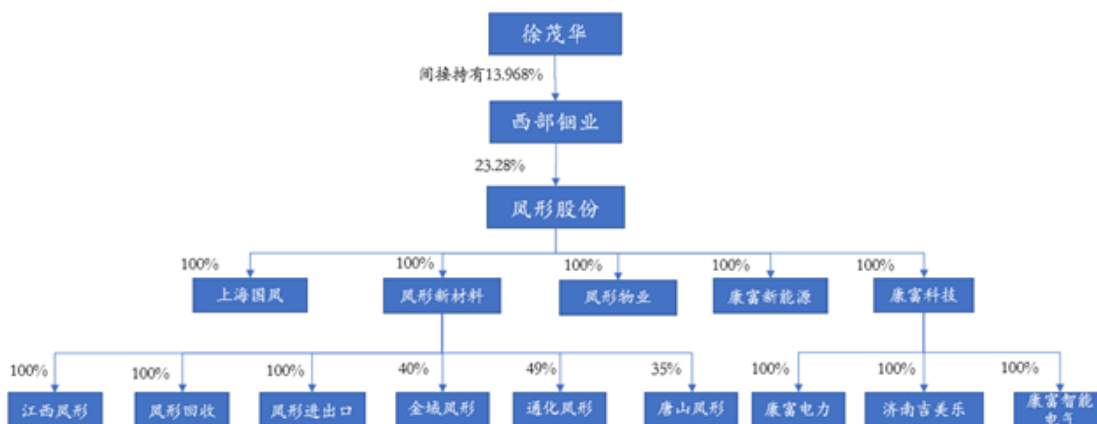 徐茂华
间接持有13.968%
西部钿业
23.28%
凤形股份
100%
100%
100%
100%
100%
上海国凤
凤形新材料
凤形物业
康富新能源
康富科技
100%
100%
100%
40%
49%
35%
100%
100%
100%
江西凤形
凤形回收
凤形进出口
金域凤形
通化凤形
唐山凤形
康富电力
济南吉美乐
康富智能
电气